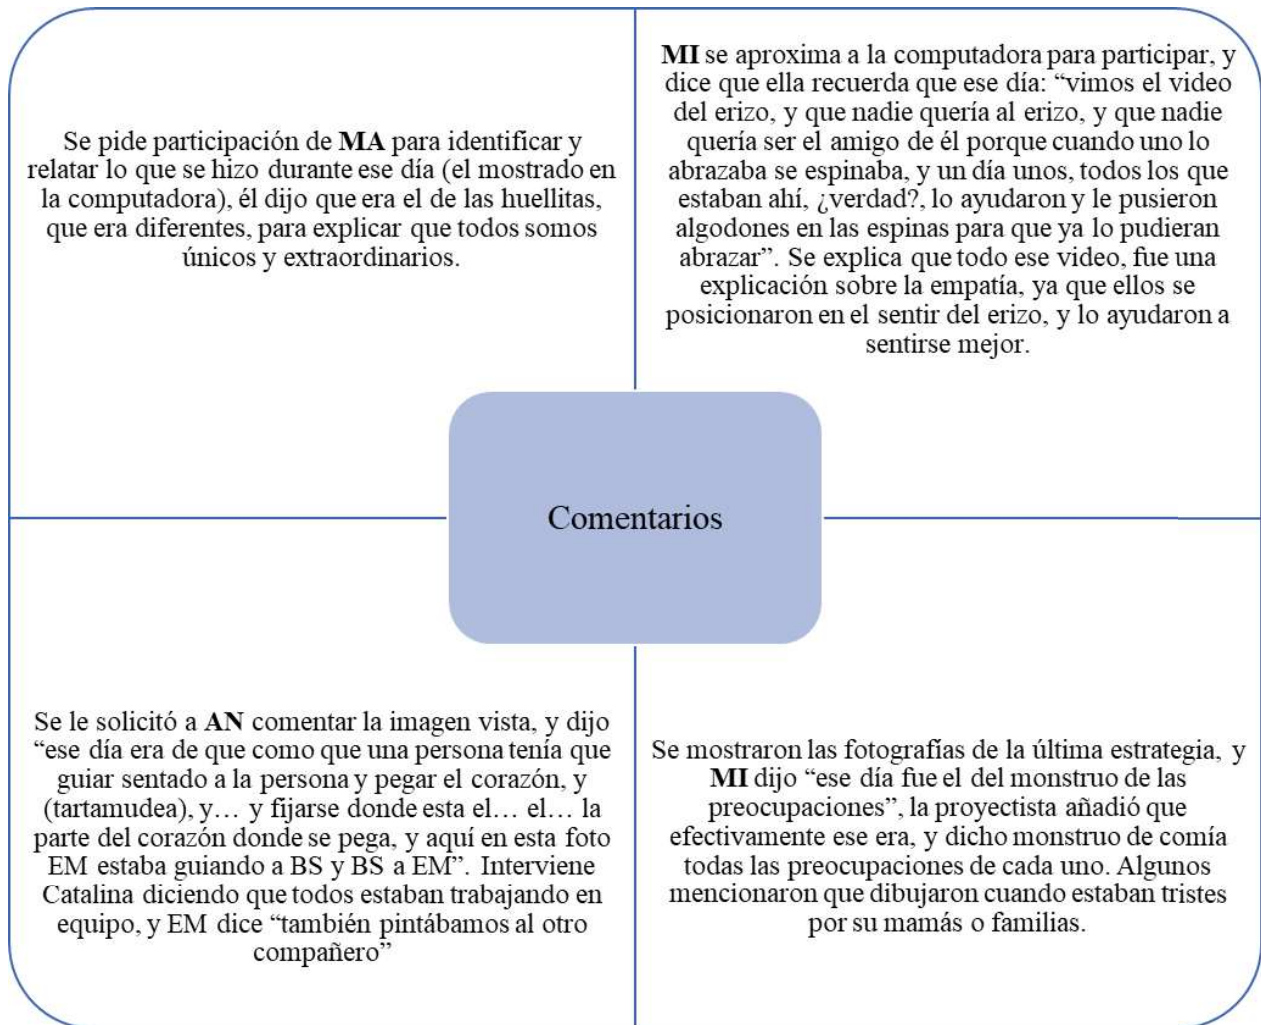 Se pide participación de MA para identificar y
relatar lo que se hizo durante ese día (el mostrado en
la computadora), él dijo que era el de las huellitas,
que era diferentes, para explicar que todos somos
únicos y extraordinarios.
MI se aproxima a la computadora para participar, y
dice que ella recuerda que ese día: “vimos el video
del erizo, y que nadie quería al erizo, y que nadie
quería ser el amigo de él porque cuando uno lo
abrazaba se espinaba, y un día unos, todos los que
estaban ahí, ¿verdad?, lo ayudaron y le pusieron
algodones en las espinas para que ya lo pudieran
abrazar”. Se explica que todo ese video, fue una
explicación sobre la empatía, ya que ellos se
posicionaron en el sentir del erizo, y lo ayudaron a
sentirse mejor.
Comentarios
Se le solicitó a AN comentar la imagen vista, y dijo
“ese día era de que como que una persona tenía que
guiar sentado a la persona y pegar el corazón, y
(tartamudea), y… y fijarse donde esta el… el… la
parte del corazón donde se pega, y aquí en esta foto
EM estaba guiando a BS y BS a EM”. Interviene
Catalina diciendo que todos estaban trabajando en
equipo, y EM dice “también pintábamos al otro
compañero”
Se mostraron las fotografías de la última estrategia, y
MI dijo “ese día fue el del monstruo de las
preocupaciones”, la proyectista añadió que
efectivamente ese era, y dicho monstruo de comía
todas las preocupaciones de cada uno. Algunos
mencionaron que dibujaron cuando estaban tristes
por su mamás o familias.